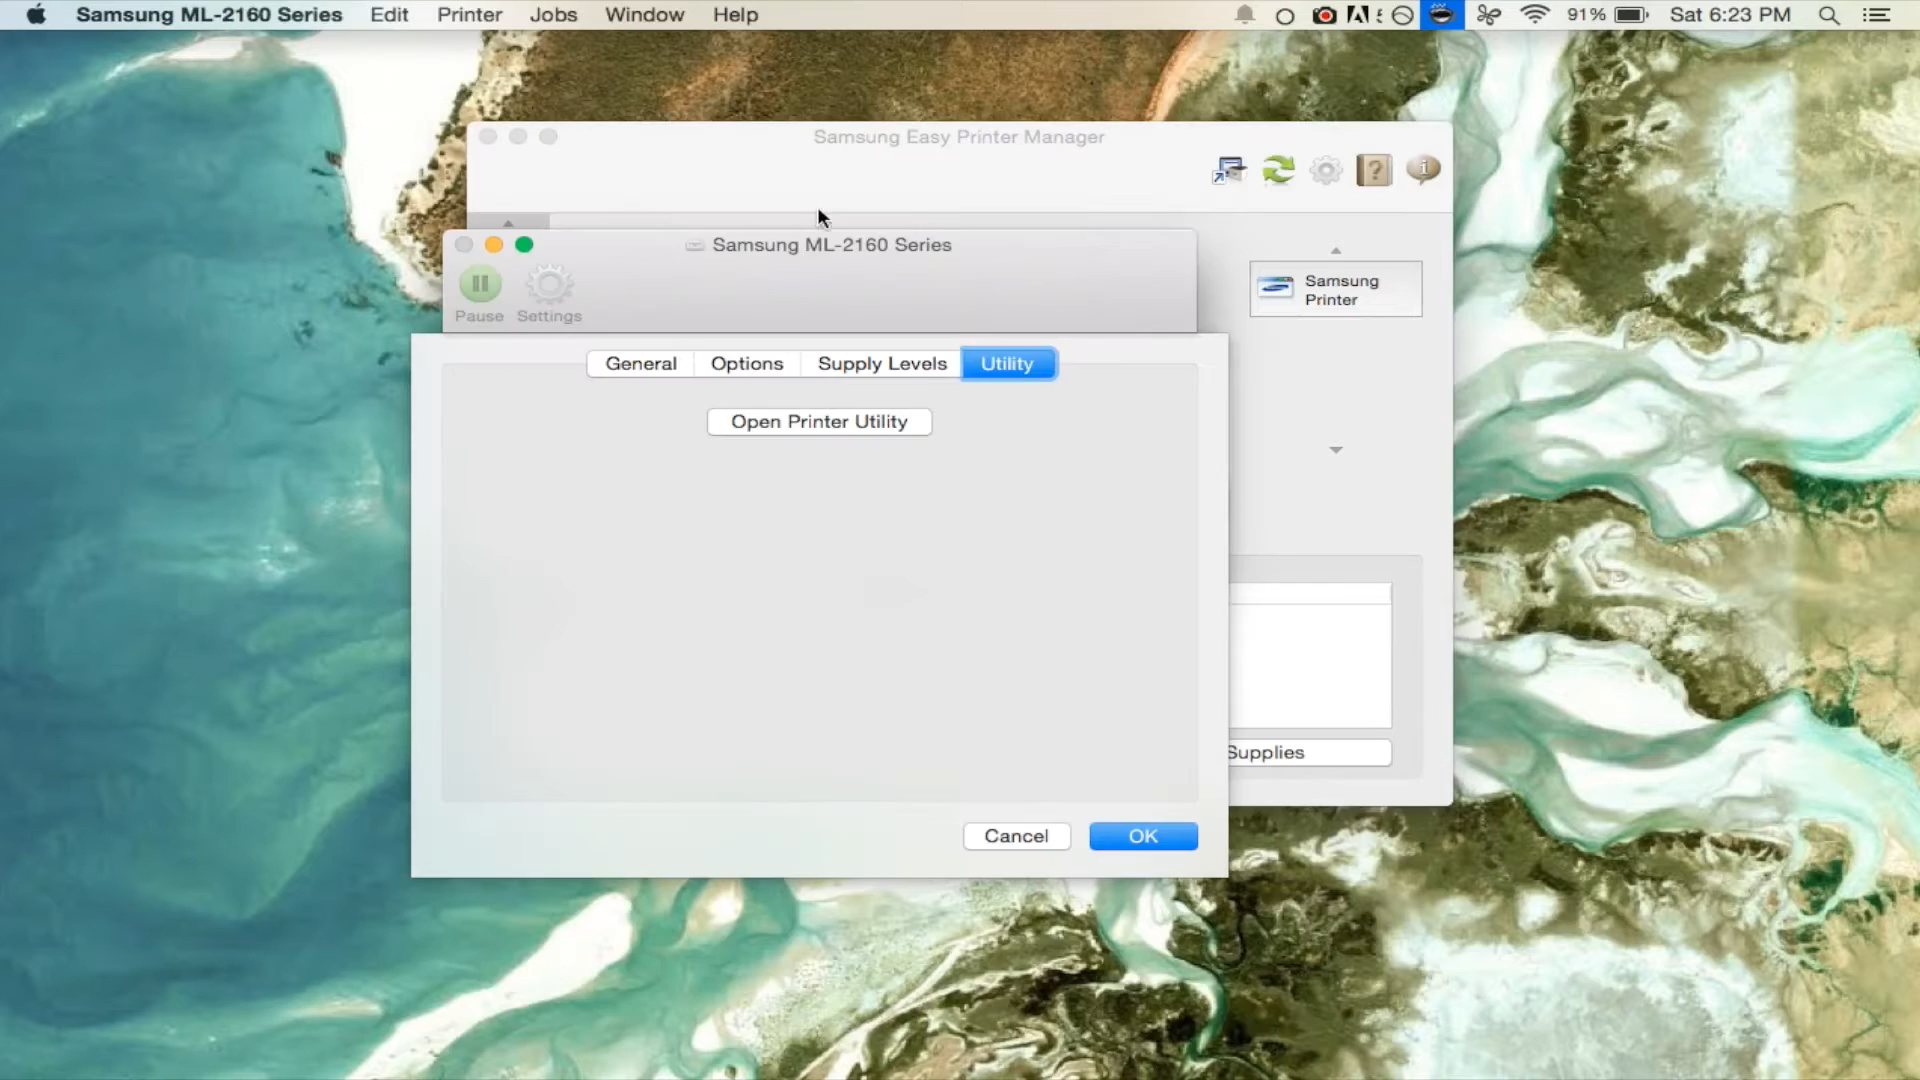 Samsung ML-2160 Series Edit Printer Jobs Window Help 91% Sat 6:23 PM
Samsung Easy Printer Manager
Samsung ML-2160 Series
Pause Settings
Samsung
Printer
General Options Supply Levels Utility
Open Printer Utility
Supplies
Cancel OK